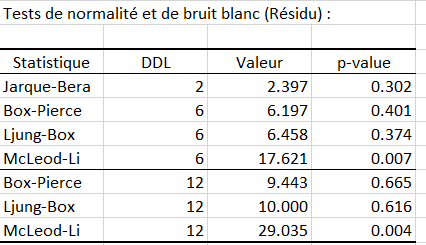 Tests de normalité et de bruit blanc (Résidu) :
Statistique DDL Valeur p-value
Jarque-Bera 2 2.397 0.302
Box-Pierce 6 6.197 0.401
Ljung-Box 6 6.458 0.374
McLeod-Li 6 17.621 0.007
Box-Pierce 12 9.443 0.665
Ljung-Box 12 10.000 0.616
McLeod-Li 12 29.035 0.004